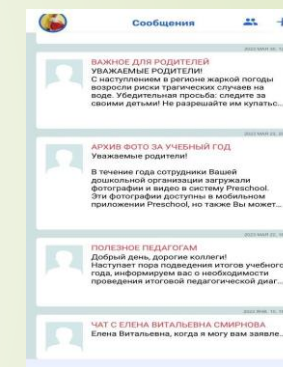 Сообщения
ВАЖНОЕ ДЛЯ РОДИТЕЛЕЙ
УВАЖАЕМЫЕ РОДИТЕЛИ!
С наступлением в регионе жаркой погоды
возросли риски трагических случаев на
воде. Убедительная просьба: следите за
своими детьми! Не разрешайте им купатьс...
АРХИВ ФОТО ЗА УЧЕБНЫЙ ГОД
Уважаемые родители!
В течение года сотрудники Вашей
дошкольной организации загружали
фотографии и видео в систему Preschool.
Эти фотографии доступны в мобильном
приложении Preschool, но также Вы может...
ПОЛЕЗНОЕ ПЕДАГОГАМ
Добрый день, дорогие коллеги!
Наступает пора подведения итогов учебного
года, информируем вас о необходимости
проведения итоговой педагогической диаг...
ЧАТ С ЕЛЕНА ВИТАЛЬЕВНА СМИРНОВА
Елена Витальевна, когда я могу вам заявле...